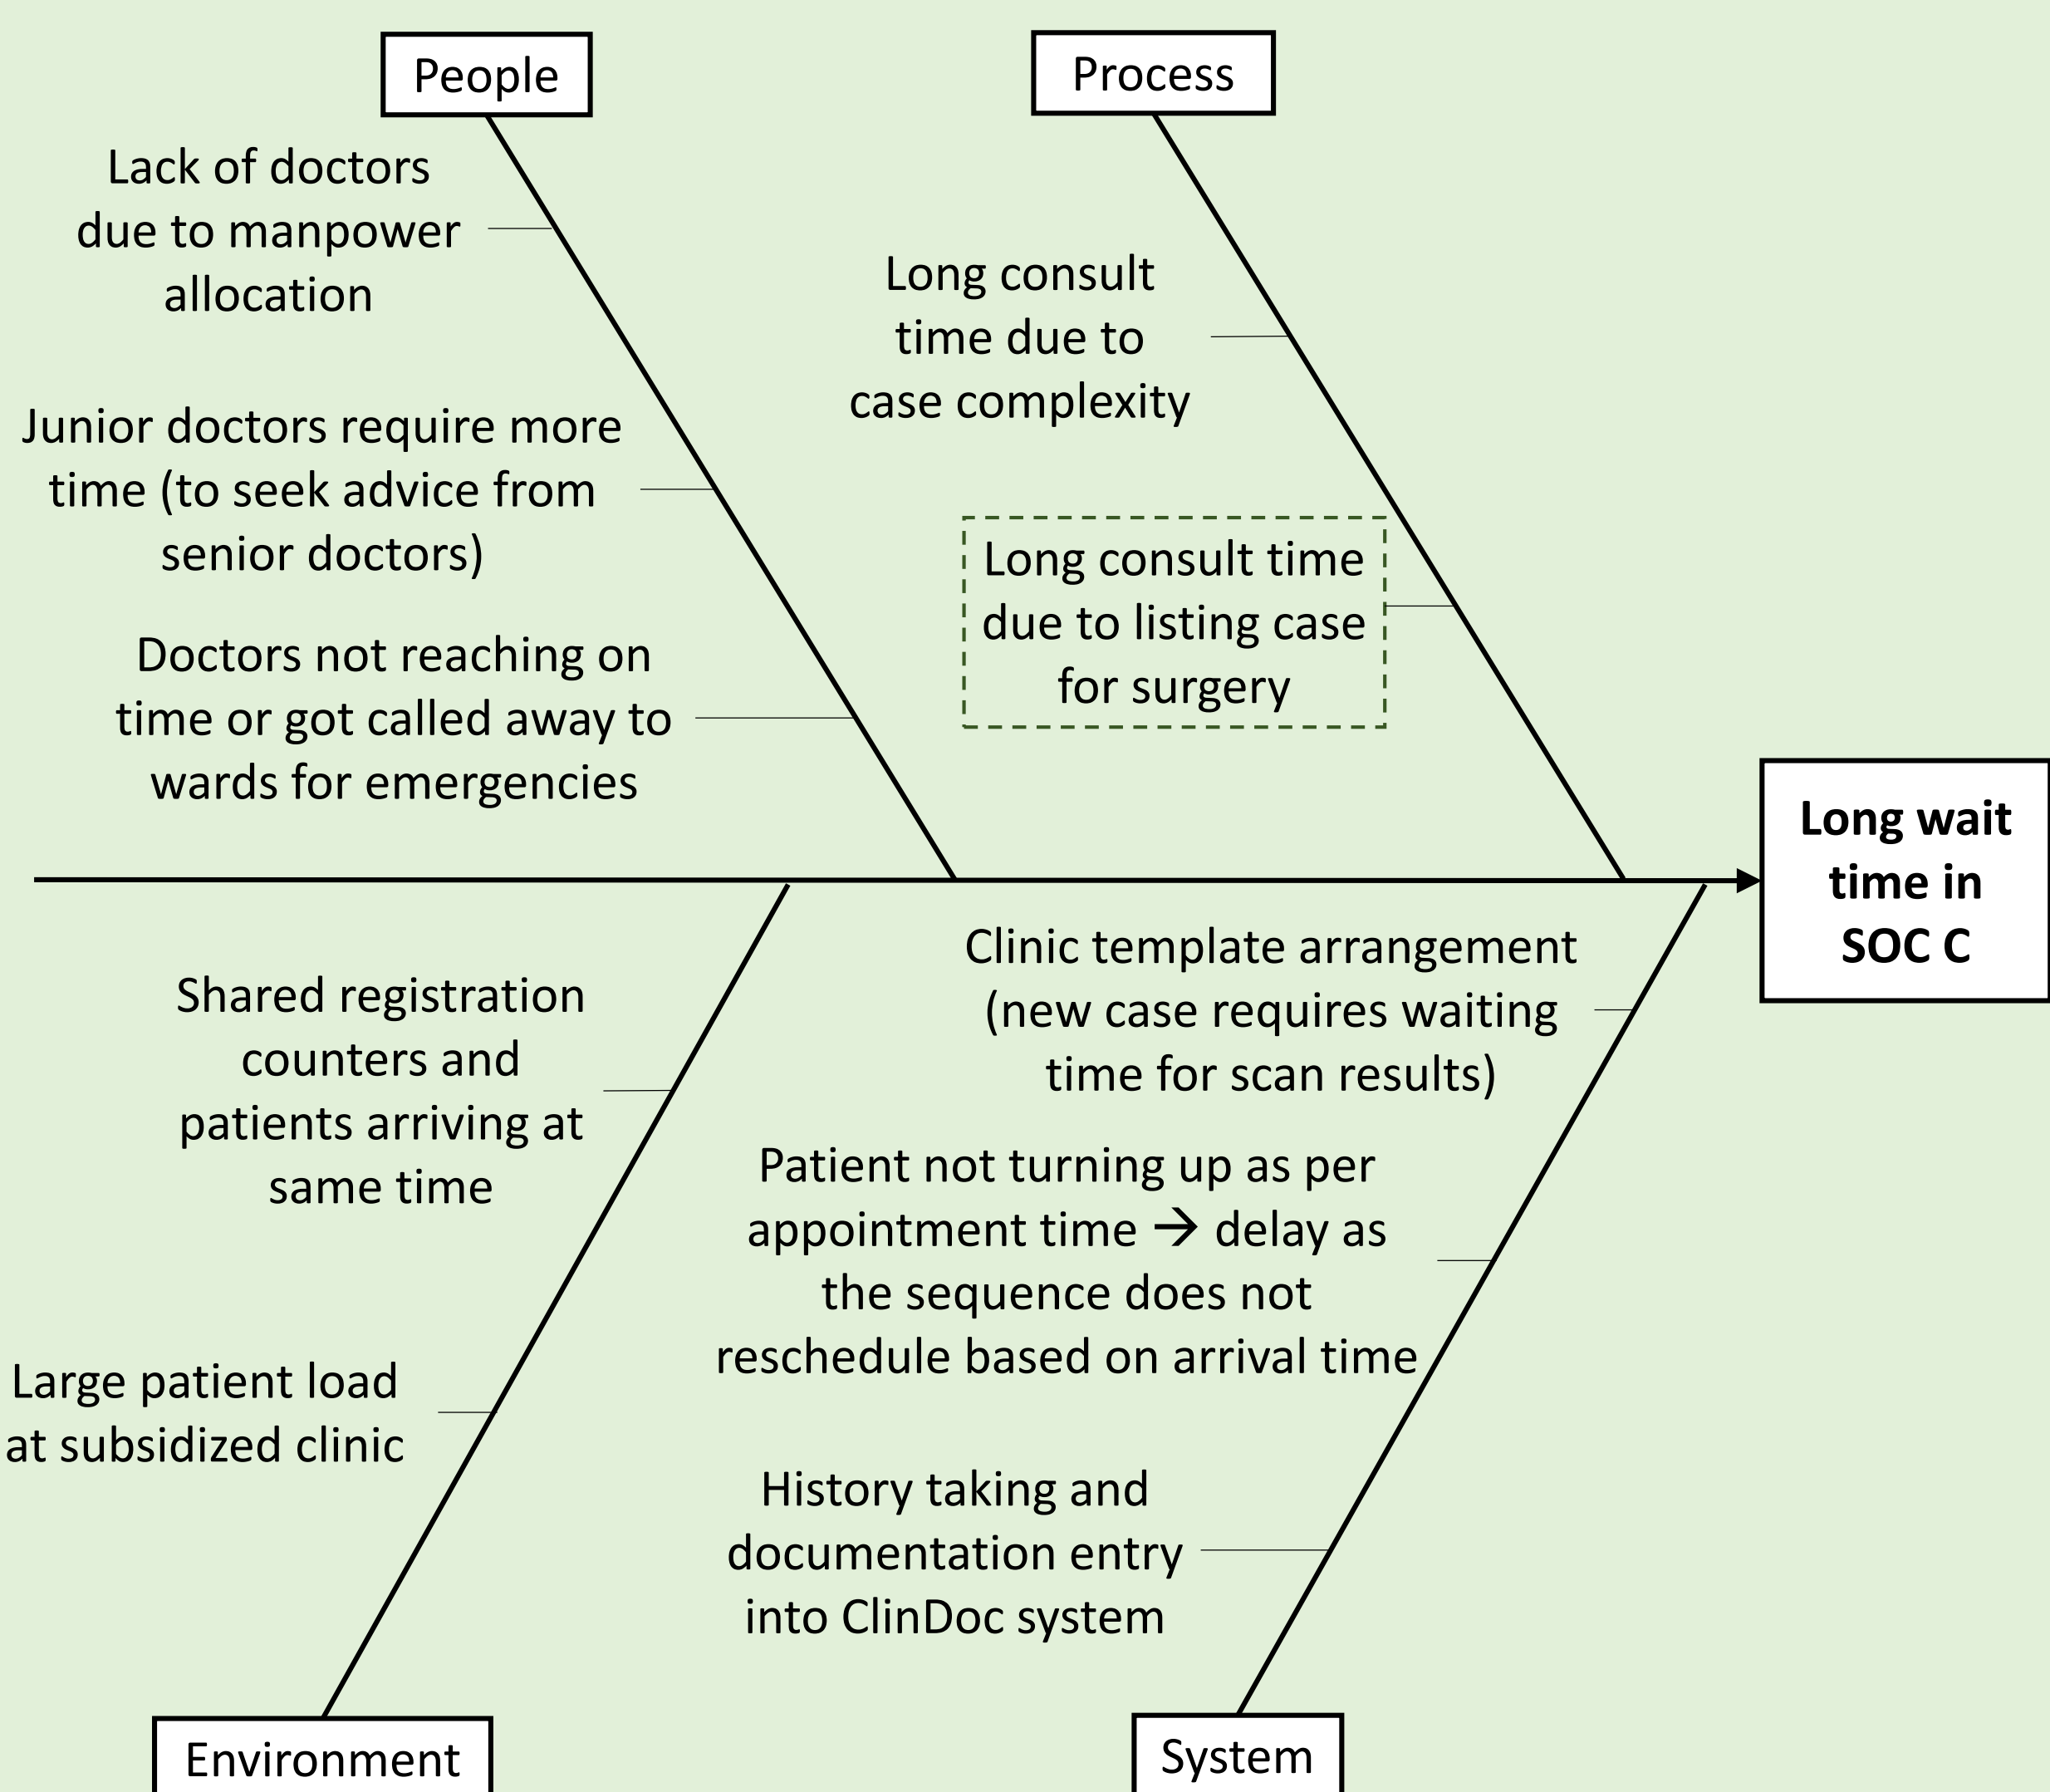 People
Lack of doctors
due to manpower
allocation
Junior doctors require more
time (to seek advice from
senior doctors)
Doctors not reaching on
time or got called away to
wards for emergencies
Process
Long consult
time due to
case complexity
Long consult time
due to listing case
for surgery
Long wait
time in
SOC C
Shared registration
counters and
patients arriving at
same time
Large patient load
at subsidized clinic
Environment
Clinic template arrangement
(new case requires waiting
time for scan results)
Patient not turning up as per
appointment time → delay as
the sequence does not
reschedule based on arrival time
History taking and
documentation entry
into ClinDoc system
System